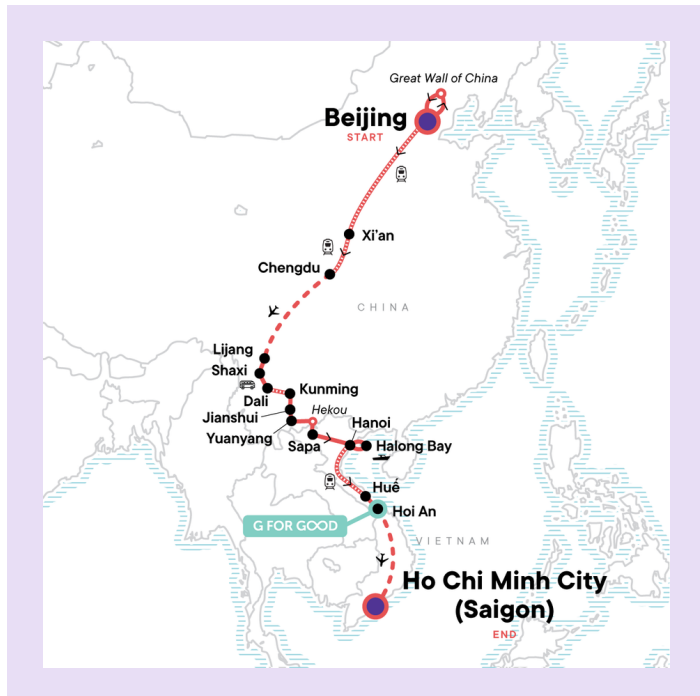 Great Wall of China
Beijing
START
Xi'an
Chengdu
CHINA
Lijang
Shaxi
Dali
Kunming
Jianshui
Hekou
Yuanyang
Hanoi
Sapa
Halong Bay
Hué
Hoi An
G FOR GOOD
VIETNAM
Ho Chi Minh City
(Saigon)
END